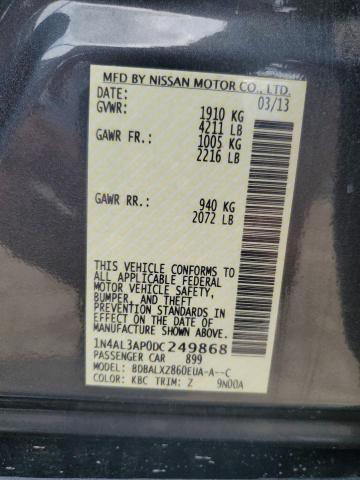 MFD BY NISSAN MOTOR CO., LTD.
DATE: 03/13
GVWR: 1910 KG
4211 LB
GAWR FR.: 1005 KG
2216 LB
GAWR RR.: 940 KG
2072 LB
THIS VEHICLE CONFORMS TO
ALL APPLICABLE FEDERAL
MOTOR VEHICLE SAFETY,
BUMPER, AND THEFT
PREVENTION STANDARDS IN
EFFECT ON THE DATE OF
MANUFACTURE SHOWN ABOVE.
1N4AL3AP0DC249868
PASSENGER CAR 899
MODEL: BDBALXZ860EUA-A--C
COLOR: KBC TRIM: Z 9N00A